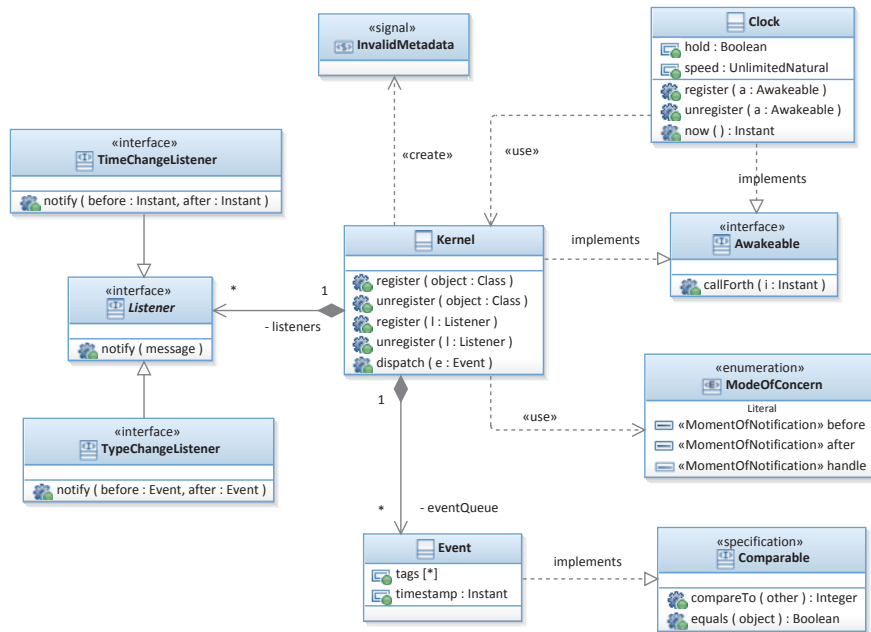 «signal»
InvalidMetadata
Clock
hold : Boolean
speed : UnlimitedNatural
register ( a : Awakeable )
unregister ( a : Awakeable )
now ( ) : Instant
«interface»
TimeChangeListener
notify ( before : Instant, after : Instant )
«create»
«use»
implements
Kernel
register ( object : Class )
unregister ( object : Class )
register ( l : Listener )
unregister ( l : Listener )
dispatch ( e : Event )
implements
«interface»
Awakeable
callForth ( i : Instant )
«interface»
Listener
notify ( message )
*
1
- listeners
«interface»
TypeChangeListener
notify ( before : Event, after : Event )
1
«use»
«enumeration»
ModeOfConcern
Literal
«MomentOfNotification» before
«MomentOfNotification» after
«MomentOfNotification» handle
*
- eventQueue
Event
tags [*]
timestamp : Instant
implements
«specification»
Comparable
compareTo ( other ) : Integer
equals ( object ) : Boolean